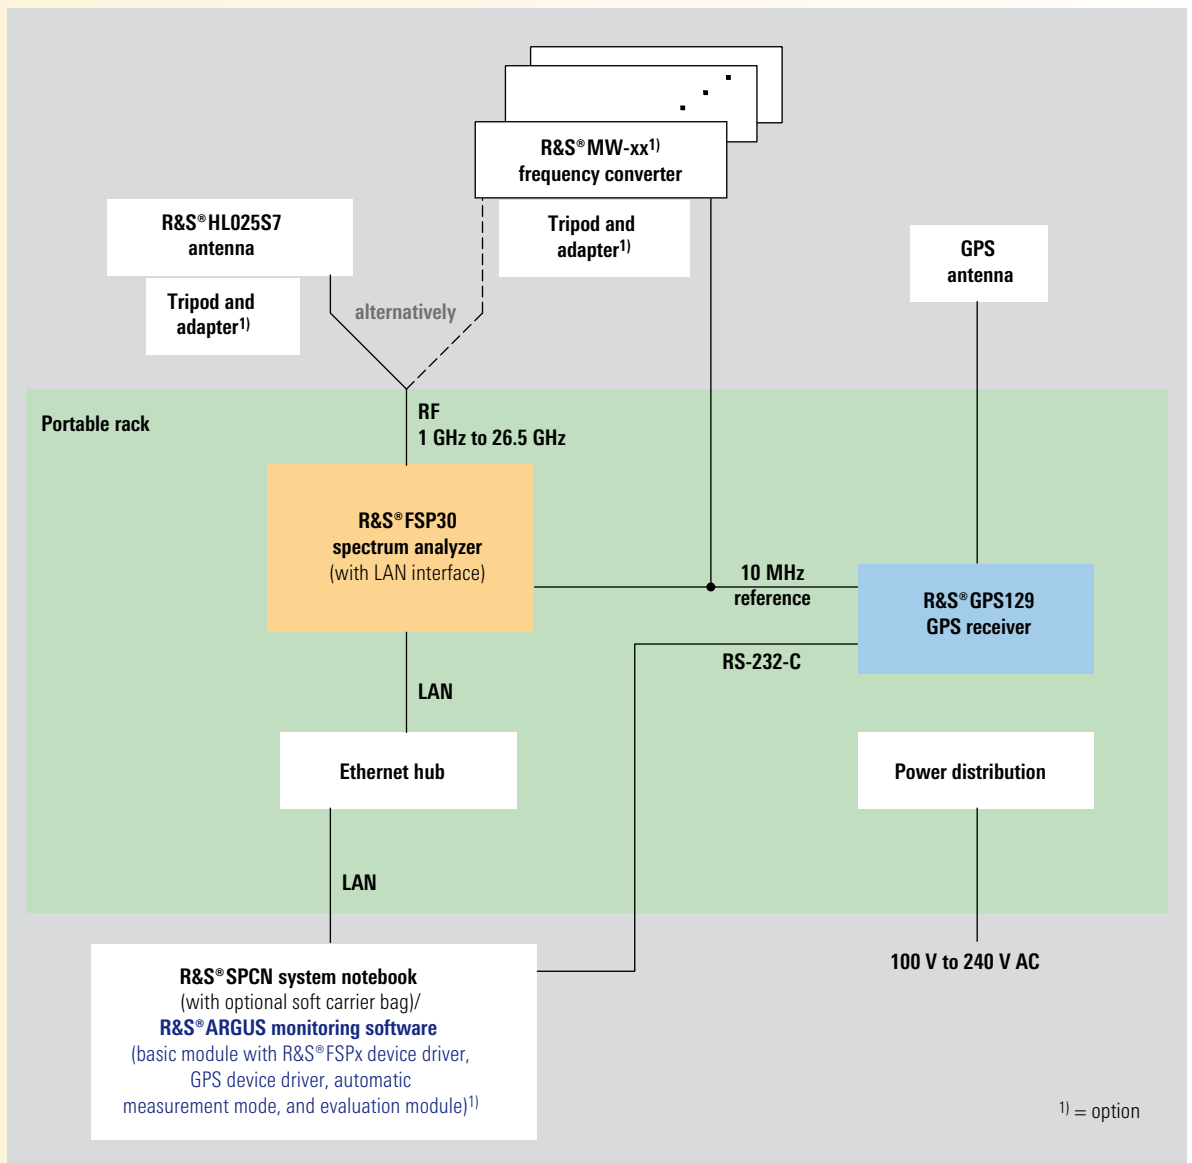 R&S®MW-xx1)
frequency converter
R&S®HL025S7
antenna
Tripod and
adapter1)
GPS
antenna
Tripod and
adapter1)
alternatively
Portable rack
RF
1 GHz to 26.5 GHz
R&S®FSP30
spectrum analyzer
(with LAN interface)
10 MHz
reference
R&S®GPS129
GPS receiver
RS-232-C
LAN
Ethernet hub
Power distribution
LAN
100 V to 240 V AC
R&S®SPCN system notebook
(with optional soft carrier bag)/
R&S®ARGUS monitoring software
(basic module with R&S®FSPx device driver,
GPS device driver, automatic
measurement mode, and evaluation module)1)
1) = option